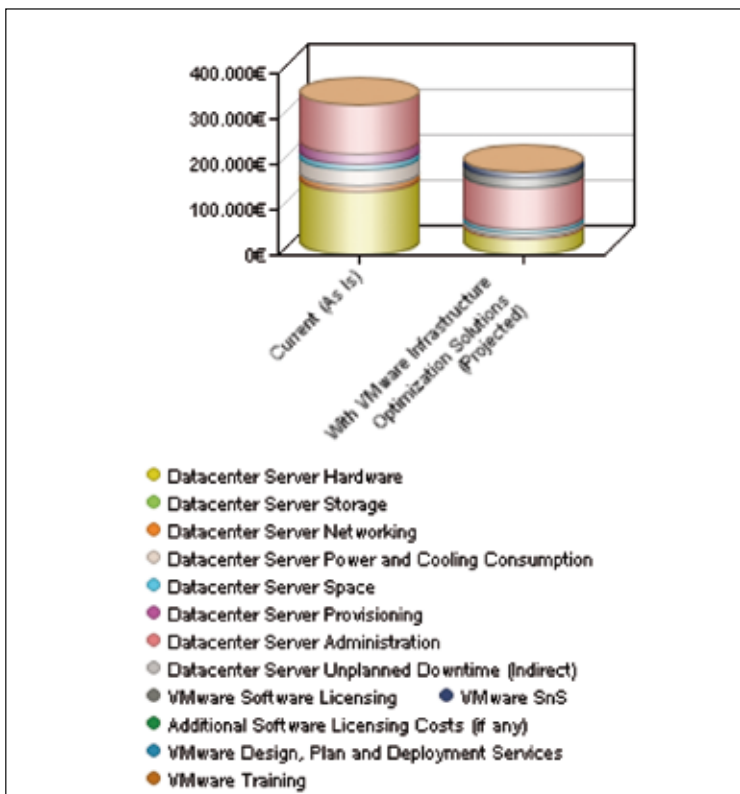 400.000€
300.000€
200.000€
100.000€
0€
Current (As Is)
With VMware Infrastructure
Optimization Solutions
(Projected)
Datacenter Server Hardware
Datacenter Server Storage
Datacenter Server Networking
Datacenter Server Power and Cooling Consumption
Datacenter Server Space
Datacenter Server Provisioning
Datacenter Server Administration
Datacenter Server Unplanned Downtime (Indirect)
VMware Software Licensing VMware SnS
Additional Software Licensing Costs (if any)
VMware Design, Plan and Deployment Services
VMware Training